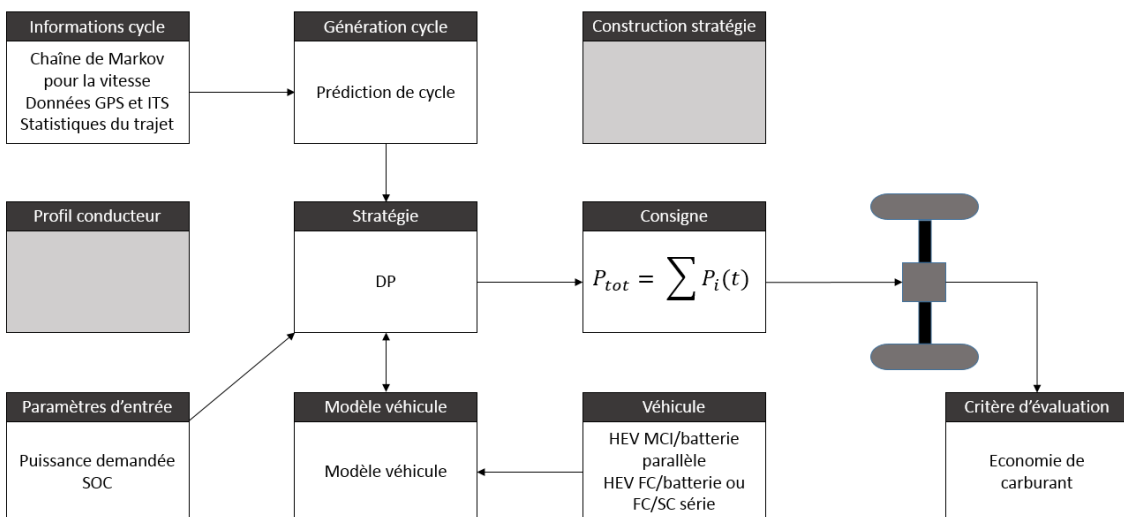 Informations cycle
Chaîne de Markov
pour la vitesse
Données GPS et ITS
Statistiques du trajet
Génération cycle
Prédiction de cycle
Construction stratégie
Profil conducteur
Stratégie
DP
Consigne
P_{tot} = ∑ P_i(t)
Paramètres d'entrée
Puissance demandée
SOC
Modèle véhicule
Modèle véhicule
Véhicule
HEV MCI/batterie
parallèle
HEV FC/batterie ou
FC/SC série
Critère d'évaluation
Economie de
carburant